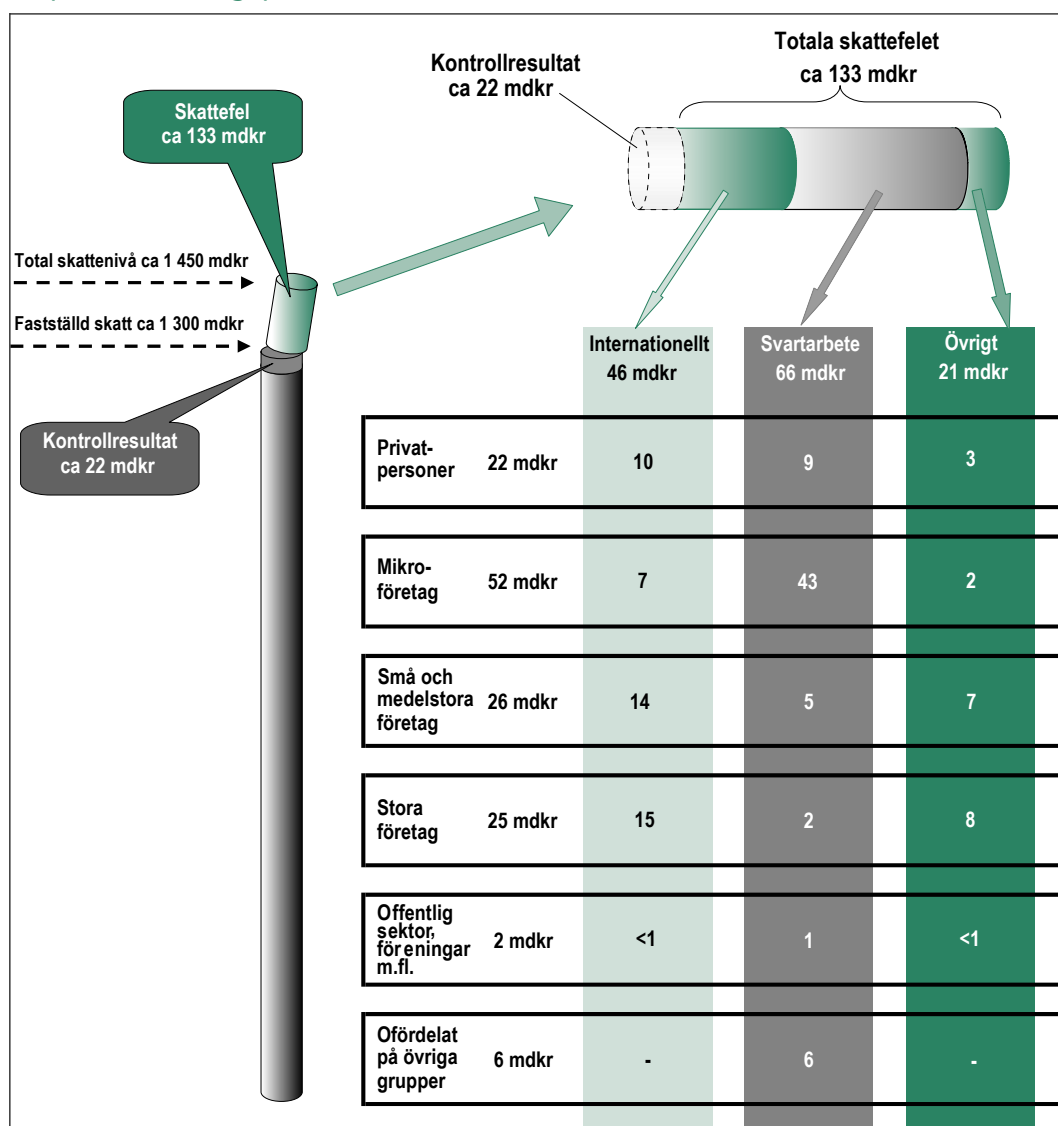 Totala skattefelet
ca 133 mdkr
Kontrollresultat
ca 22 mdkr
Skattefel
ca 133 mdkr
Total skattenivå ca 1 450 mdkr
Fastställd skatt ca 1 300 mdkr
Kontrollresultat
ca 22 mdkr
Internationellt
46 mdkr
Svartarbete
66 mdkr
Övrigt
21 mdkr
Privat-
personer 22 mdkr 10 9 3
Mikro-
företag 52 mdkr 7 43 2
Små och
medelstora 26 mdkr 14 5 7
företag
Stora
företag 25 mdkr 15 2 8
Offentlig
sektor, 2 mdkr <1 1 <1
föreningar
m.fl.
Ofördelat
på övriga 6 mdkr - 6 -
grupper